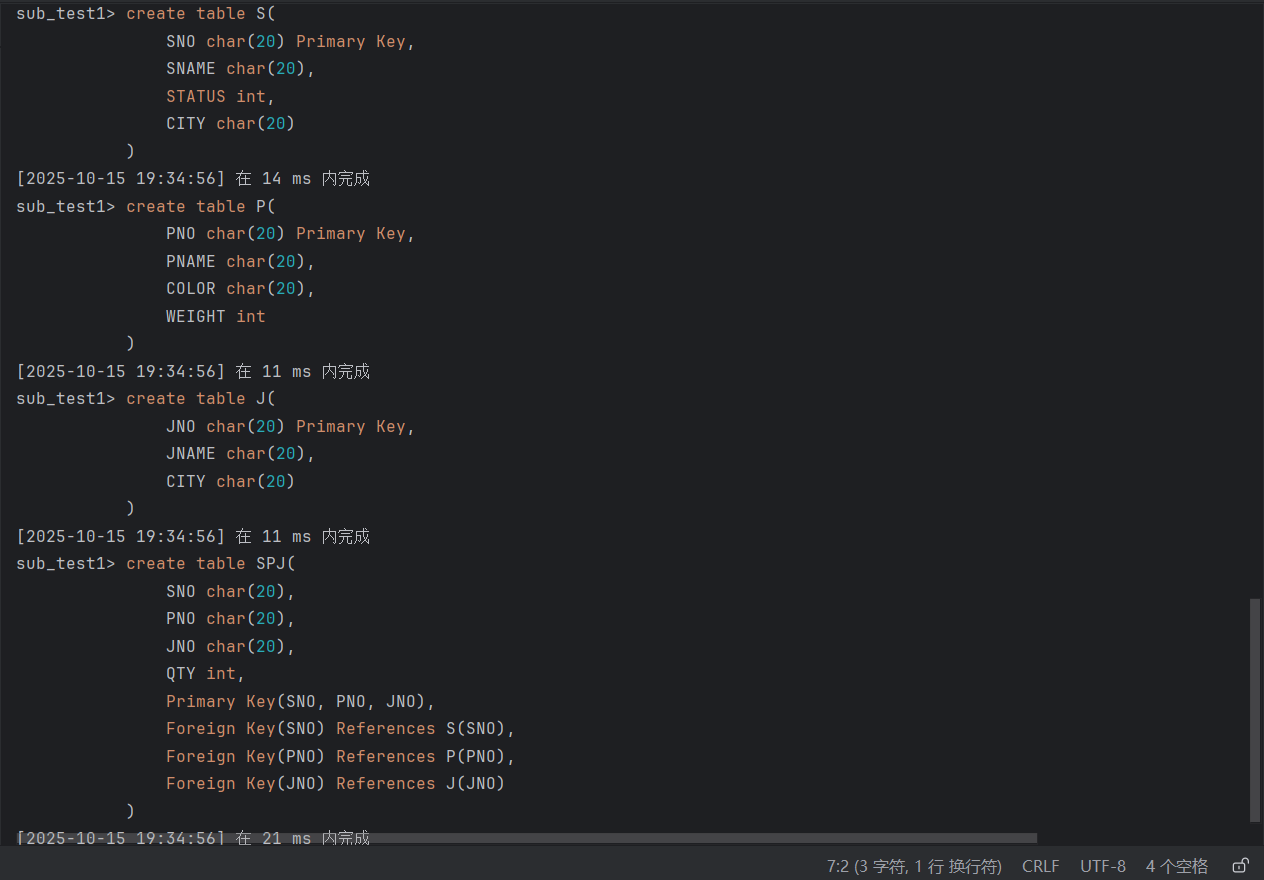 sub_test1> create table S(
SNO char(20) Primary Key,
SNAME char(20),
STATUS int,
CITY char(20)
)
[2025-10-15 19:34:56] 在 14 ms 内完成
sub_test1> create table P(
PNO char(20) Primary Key,
PNAME char(20),
COLOR char(20),
WEIGHT int
)
[2025-10-15 19:34:56] 在 11 ms 内完成
sub_test1> create table J(
JNO char(20) Primary Key,
JNAME char(20),
CITY char(20)
)
[2025-10-15 19:34:56] 在 11 ms 内完成
sub_test1> create table SPJ(
SNO char(20),
PNO char(20),
JNO char(20),
QTY int,
Primary Key(SNO, PNO, JNO),
Foreign Key(SNO) References S(SNO),
Foreign Key(PNO) References P(PNO),
Foreign Key(JNO) References J(JNO)
)
[2025-10-15 19:34:56] 在 21 ms 内完成
7:2 (3 字符, 1 行 换行符) CRLF UTF-8 4 个空格